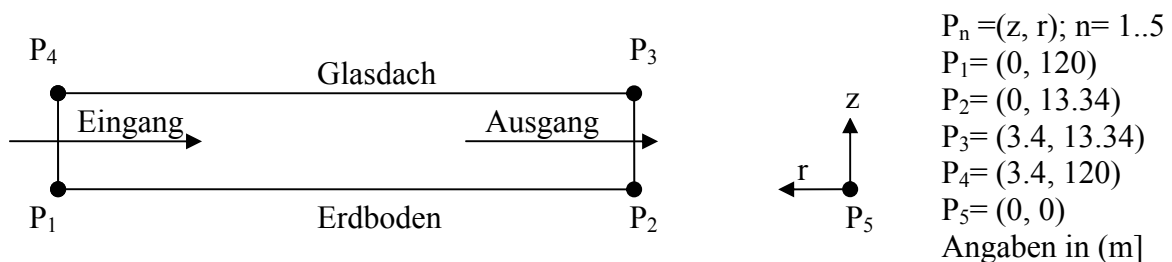 P₄
P₃
Glasdach
Eingang
Ausgang
P₁
P₂
Erdboden
z
r
P₅
Pₙ =(z, r); n= 1..5
P₁= (0, 120)
P₂= (0, 13.34)
P₃= (3.4, 13.34)
P₄= (3.4, 120)
P₅= (0, 0)
Angaben in (m]